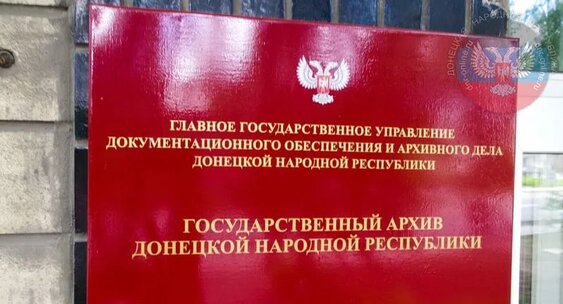 ГЛАВНОЕ ГОСУДАРСТВЕННОЕ УПРАВЛЕНИЕ
ДОКУМЕНТАЦИОННОГО ОБЕСПЕЧЕНИЯ И АРХИВНОГО ДЕЛА
ДОНЕЦКОЙ НАРОДНОЙ РЕСПУБЛИКИ
ГОСУДАРСТВЕННЫЙ АРХИВ
ДОНЕЦКОЙ НАРОДНОЙ РЕСПУБЛИКИ